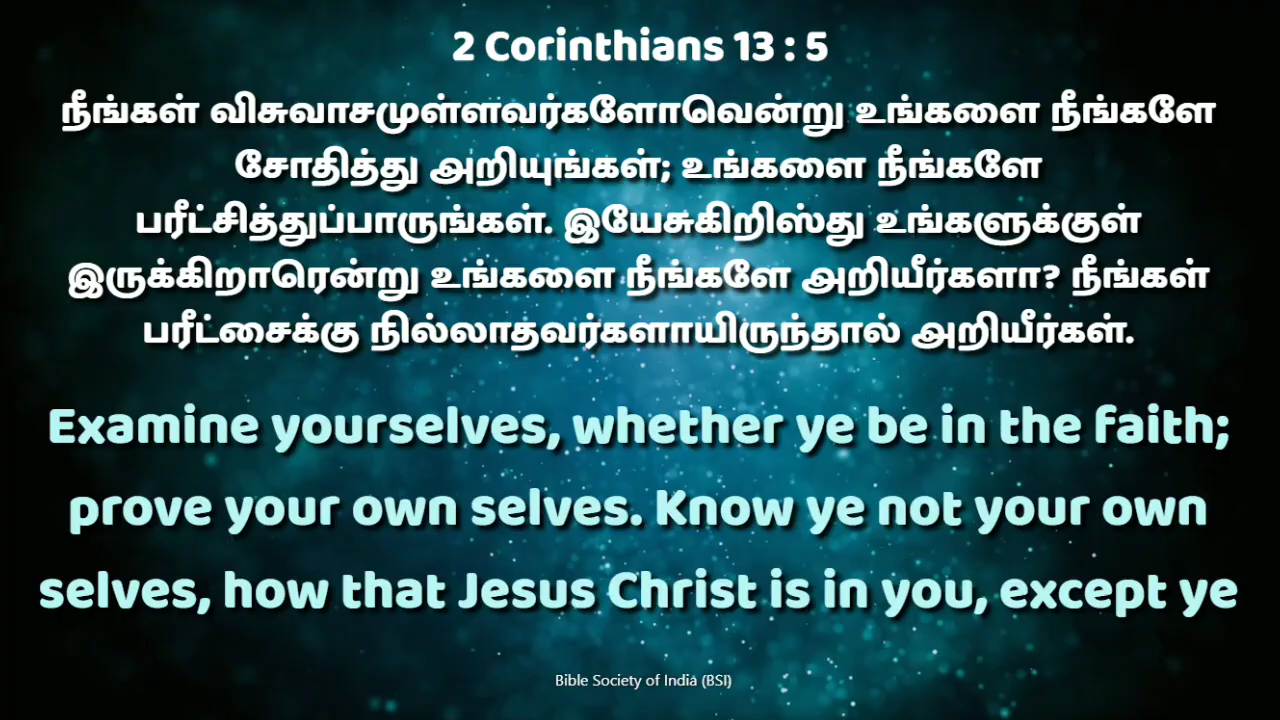 2 Corinthians 13 : 5
நீங்கள் விசுவாசமுள்ளவர்களோவென்று உங்களை நீங்களே
சோதித்து அறியுங்கள்; உங்களை நீங்களே
பரீட்சித்துப்பாருங்கள். இயேசுகிறிஸ்து உங்களுக்குள்
இருக்கிறாரென்று உங்களை நீங்களே அறியீர்களா? நீங்கள்
பரீட்சைக்கு நில்லாதவர்களாயிருந்தால் அறியீர்கள்.
Examine yourselves, whether ye be in the faith;
prove your own selves. Know ye not your own
selves, how that Jesus Christ is in you, except ye
Bible Society of India (BSI)